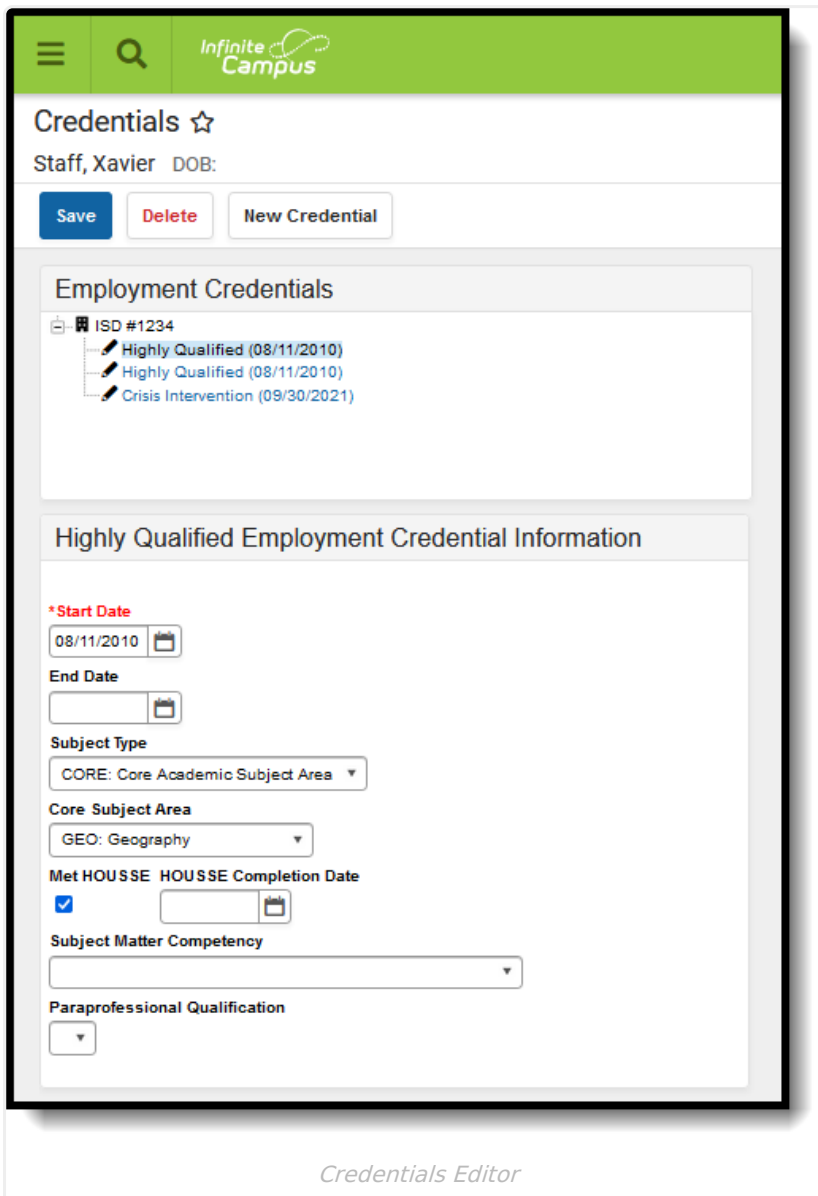 Infinite
Campus
Credentials
Staff, Xavier DOB:
Save Delete New Credential
Employment Credentials
ISD #1234
Highly Qualified (08/11/2010)
Highly Qualified (08/11/2010)
Crisis Intervention (09/30/2021)
Highly Qualified Employment Credential Information
*Start Date
08/11/2010
End Date
Subject Type
CORE: Core Academic Subject Area
Core Subject Area
GEO: Geography
Met HOUSSE HOUSSE Completion Date
Subject Matter Competency
Paraprofessional Qualification
Credentials Editor